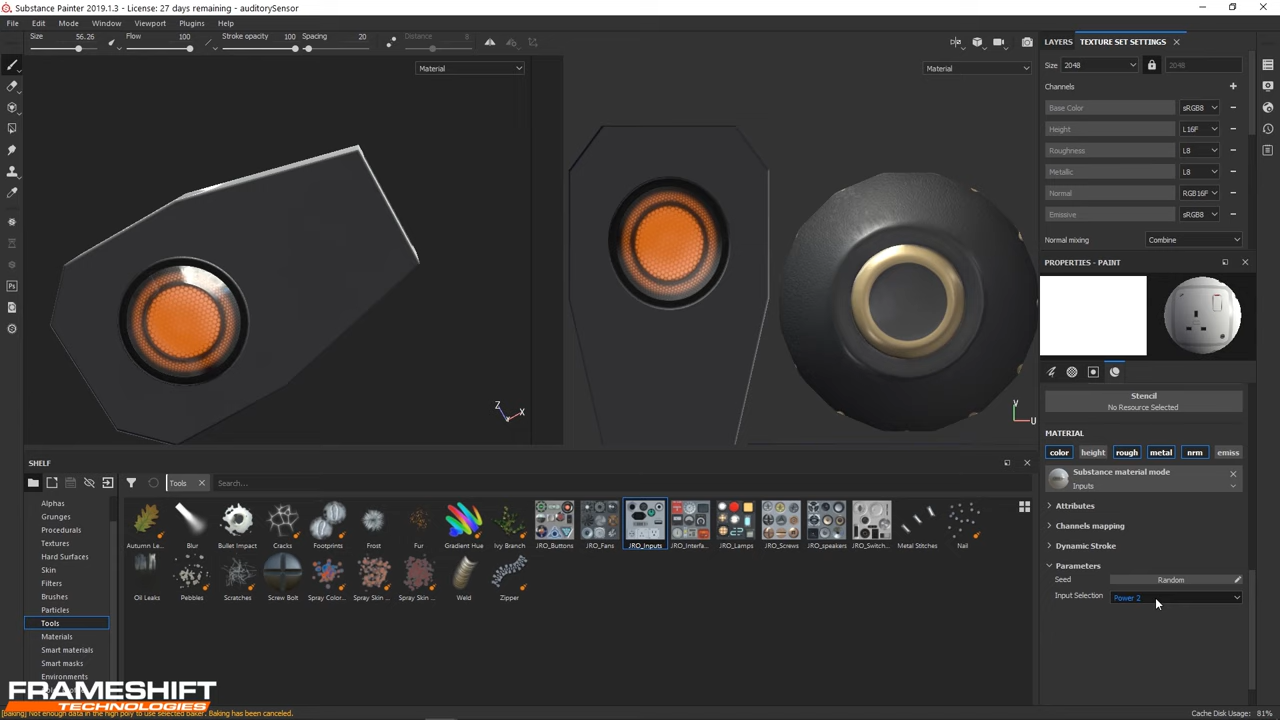 Substance Painter 2019.1.3 - License: 27 days remaining - auditorySensor
File Edit Mode Window Viewport Plugins Help
Size 56.26 Flow 100 Stroke opacity 100 Spacing 20 Distance 8
Material
Material
Z
X
V
U
LAYERS TEXTURE SET SETTINGS
Size 2048 2048
Channels
Base Color sRGB8
Height L16F
Roughness L8
Metallic L8
Normal RGB16F
Emissive sRGB8
Normal mixing Combine
PROPERTIES - PAINT
Stencil
No Resource Selected
MATERIAL
color height rough metal nrm emiss
Substance material mode
Inputs
Attributes
Channels mapping
Dynamic Stroke
Parameters
Seed Random
Input Selection Power 2
SHELF
Tools Search...
Alphas
Grunges
Procedurals
Textures
Hard Surfaces
Skin
Filters
Brushes
Particles
Tools
Materials
Smart materials
Smart masks
Environments
Autumn Le... Blur Bullet Impact Cracks Footprints Frost Fur Gradient Hue Ivy Branch JRO_Buttons JRO_Fans JRO_Inputs JRO_Interfa... JRO_Lamps JRO_Screws JRO_speakers JRO_Switch... Metal Stitches Nail
Oil Leaks Pebbles Scratches Screw Bolt Spray Color... Spray Skin ... Spray Skin ... Weld Zipper
Ps
FRAMESHIFT
TECHNOLOGIES
[Baking] Not enough data in the high poly to use selected baker. Baking has been canceled.
Cache Disk Usage: 81%